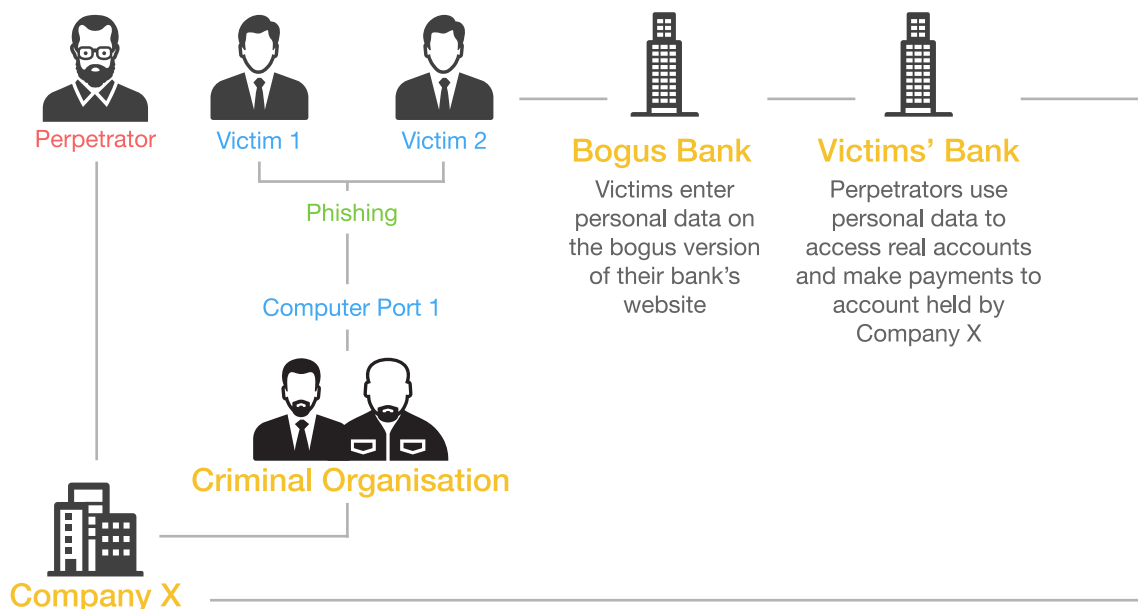 Perpetrator
Victim 1
Victim 2
Bogus Bank
Victims enter
personal data on
the bogus version
of their bank's
website
Victims' Bank
Perpetrators use
personal data to
access real accounts
and make payments to
account held by
Company X
Phishing
Computer Port 1
Criminal Organisation
Company X